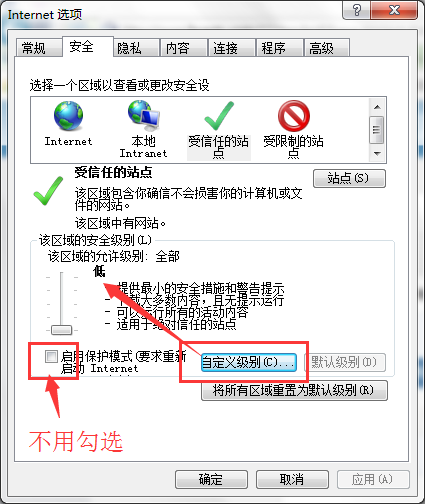 Internet 选项
常规 安全 隐私 内容 连接 程序 高级
选择一个区域以查看或更改安全设
Internet 本地 受信任的站 受限制的站
Intranet 点 点
受信任的站点
站点(S)
该区域包含你确信不会损害你的计算机或文
件的网站。
该区域中有网站。
该区域的安全级别(L)
该区域的允许级别: 全部
低
提供最小的安全措施和警告提示
- 下载大多数内容，且无提示运行
- 可以运行所有的活动内容
- 适用于绝对信任的站点
启用保护模式(要求重新
启动 Internet
自定义级别(C)... 默认级别(D)
将所有区域重置为默认级别(R)
不用勾选
确定 取消 应用(A)